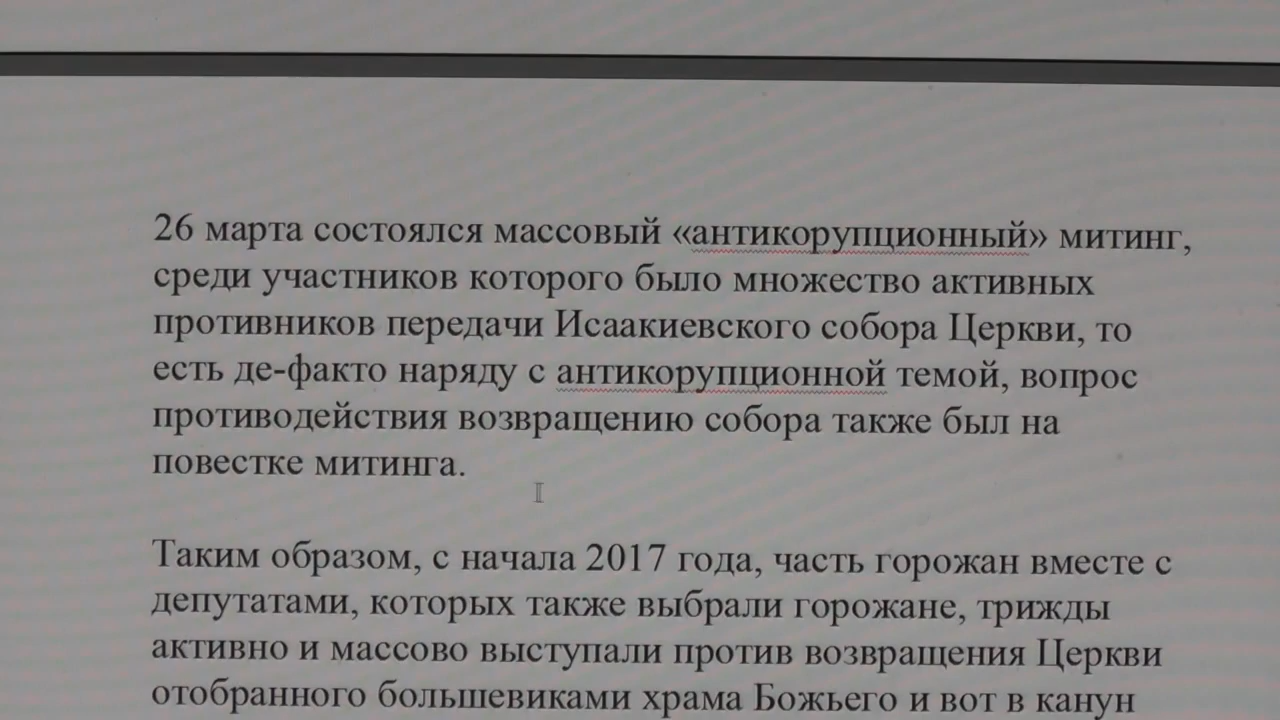 26 марта состоялся массовый «антикорупционный» митинг,
среди участников которого было множество активных
противников передачи Исаакиевского собора Церкви, то
есть де-факто наряду с антикорупционной темой, вопрос
противодействия возвращению собора также был на
повестке митинга.
Таким образом, с начала 2017 года, часть горожан вместе с
депутатами, которых также выбрали горожане, трижды
активно и массово выступали против возвращения Церкви
отобранного большевиками храма Божьего и вот в канун